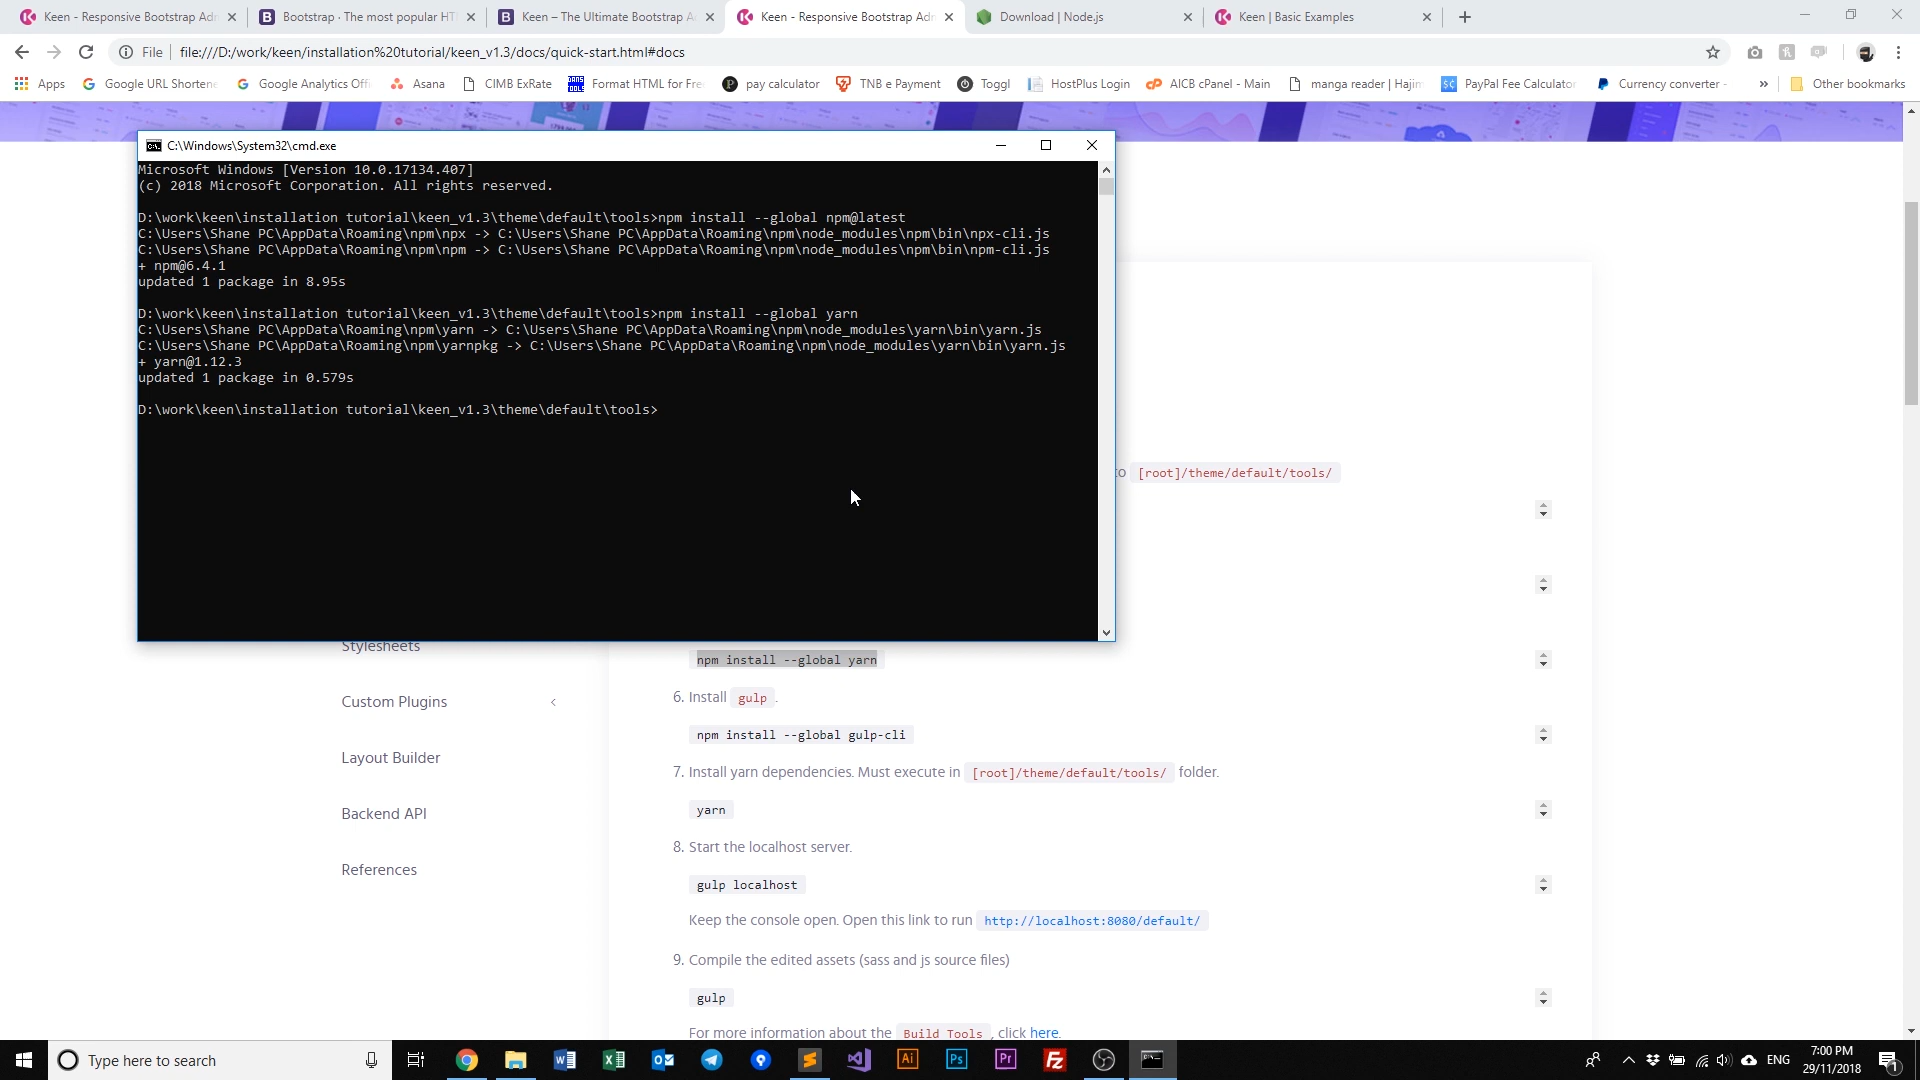 Keen - Responsive Bootstrap Adm
Bootstrap · The most popular HT
Keen – The Ultimate Bootstrap A
Keen - Responsive Bootstrap Adm
Download | Node.js
Keen | Basic Examples
File
file:///D:/work/keen/installation%20tutorial/keen_v1.3/docs/quick-start.html#docs
Apps
Google URL Shortene
Google Analytics Offi
Asana
CIMB ExRate
Format HTML for Fre
pay calculator
TNB e Payment
Toggl
HostPlus Login
AICB cPanel - Main
manga reader | Hajim
PayPal Fee Calculator
Currency converter -
»
Other bookmarks
C:\Windows\System32\cmd.exe
Microsoft Windows [Version 10.0.17134.407]
(c) 2018 Microsoft Corporation. All rights reserved.
D:\work\keen\installation tutorial\keen_v1.3\theme\default\tools>npm install --global npm@latest
C:\Users\Shane PC\AppData\Roaming\npm\npx -> C:\Users\Shane PC\AppData\Roaming\npm\node_modules\npm\bin\npx-cli.js
C:\Users\Shane PC\AppData\Roaming\npm\npm -> C:\Users\Shane PC\AppData\Roaming\npm\node_modules\npm\bin\npm-cli.js
+ npm@6.4.1
updated 1 package in 8.95s
D:\work\keen\installation tutorial\keen_v1.3\theme\default\tools>npm install --global yarn
C:\Users\Shane PC\AppData\Roaming\npm\yarn -> C:\Users\Shane PC\AppData\Roaming\npm\node_modules\yarn\bin\yarn.js
C:\Users\Shane PC\AppData\Roaming\npm\yarnpkg -> C:\Users\Shane PC\AppData\Roaming\npm\node_modules\yarn\bin\yarn.js
+ yarn@1.12.3
updated 1 package in 0.579s
D:\work\keen\installation tutorial\keen_v1.3\theme\default\tools>
to [root]/theme/default/tools/
Stylesheets
Custom Plugins
Layout Builder
Backend API
References
npm install --global yarn
6. Install gulp .
npm install --global gulp-cli
7. Install yarn dependencies. Must execute in [root]/theme/default/tools/ folder.
yarn
8. Start the localhost server.
gulp localhost
Keep the console open. Open this link to run http://localhost:8080/default/
9. Compile the edited assets (sass and js source files)
gulp
For more information about the Build Tools , click here.
Type here to search
ENG
7:00 PM
29/11/2018
1